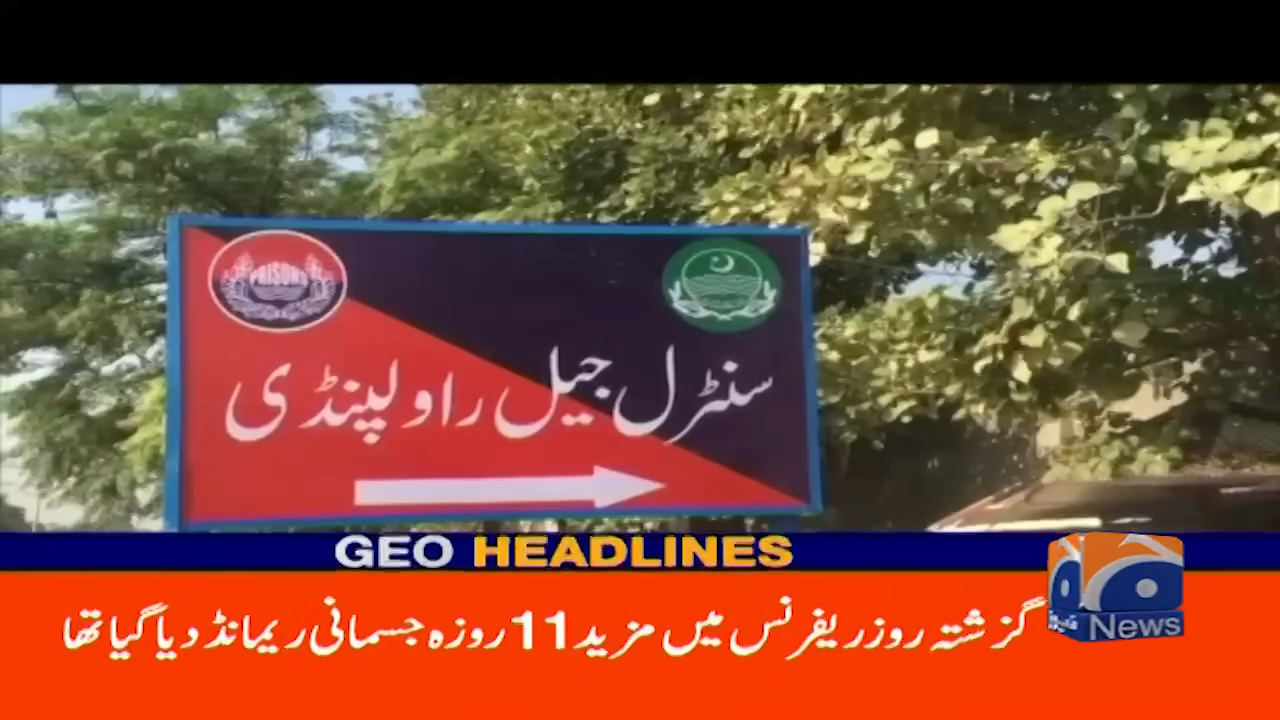 PRISONS
سنٹرل جیل راولپنڈی
GEO HEADLINES
گزشتہ روز ریفرنس میں مزید 11 روزہ جسمانی ریمانڈ دیا گیا تھا
News